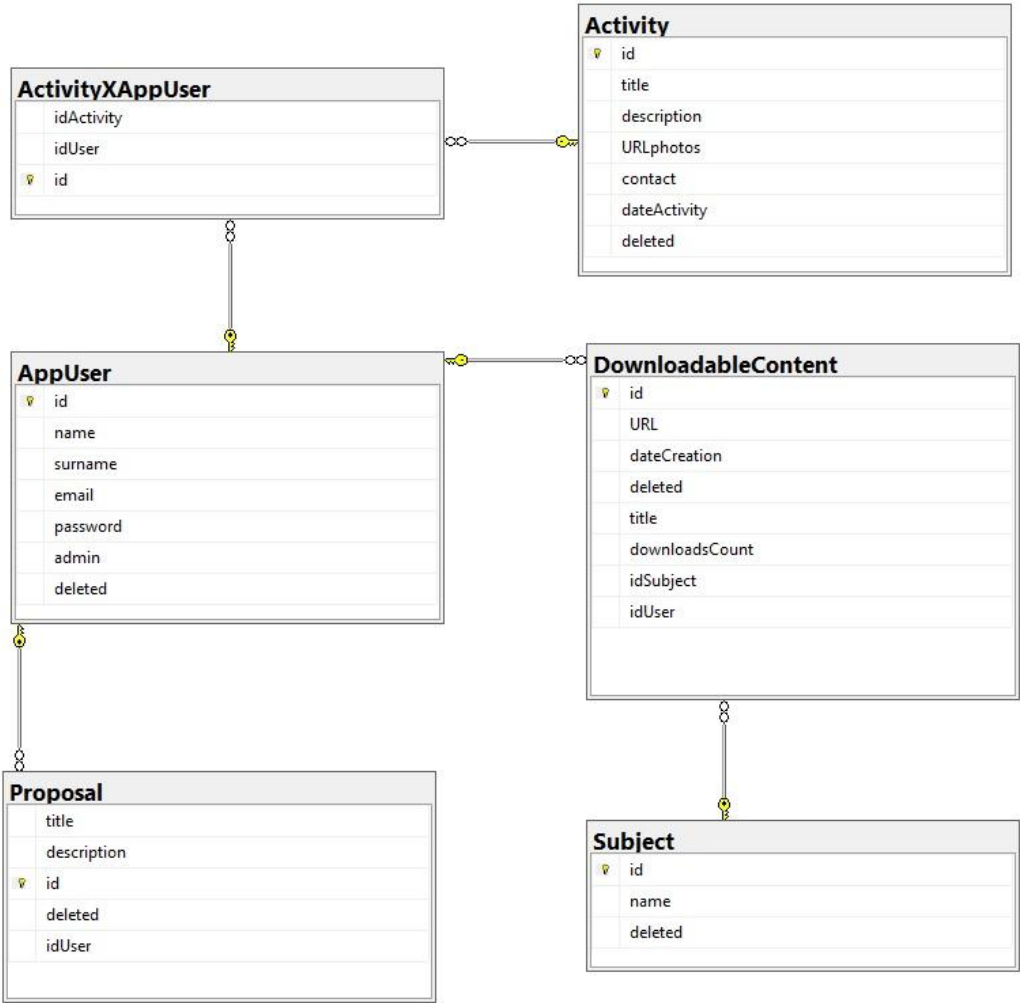 Activity
id
title
description
URLphotos
contact
dateActivity
deleted
ActivityXAppUser
idActivity
idUser
id
AppUser
id
name
surname
email
password
admin
deleted
DownloadableContent
id
URL
dateCreation
deleted
title
downloadsCount
idSubject
idUser
Proposal
title
description
id
deleted
idUser
Subject
id
name
deleted